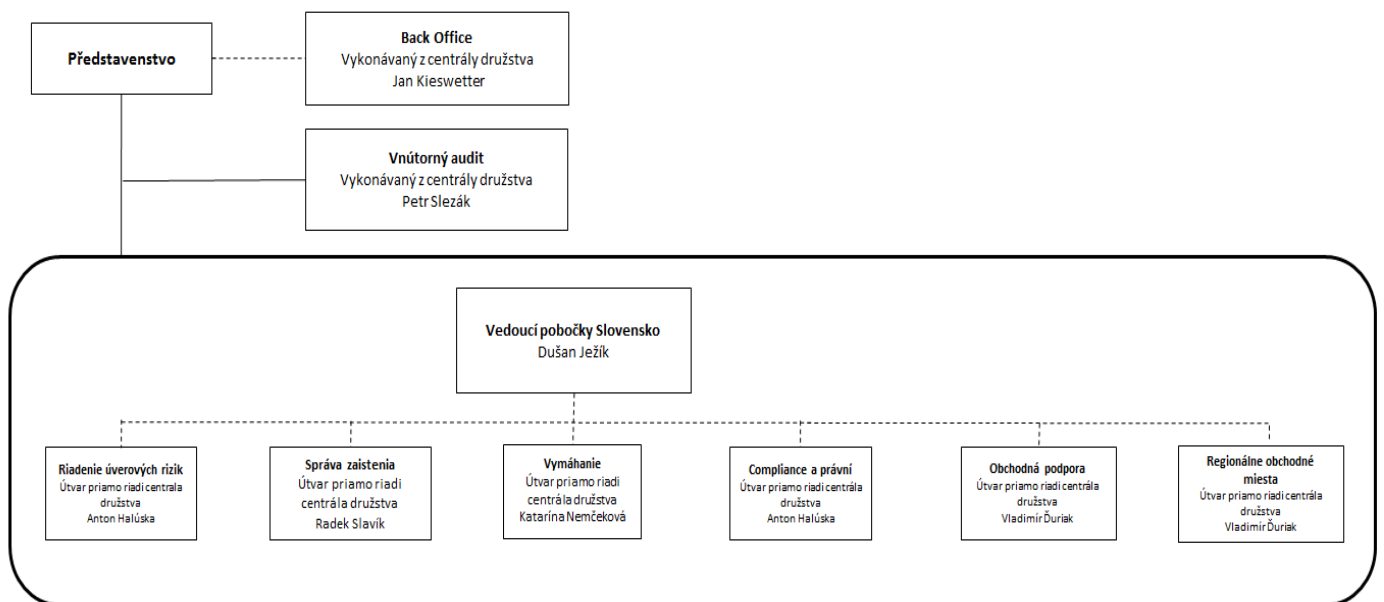 Představenstvo
Back Office
Vykonávaný z centrály družstva
Jan Kieswetter
Vnútorný audit
Vykonávaný z centrály družstva
Petr Slezák
Vedoucí pobočky Slovensko
Dušan Ježík
Riadenie úverových rizik
Útvar priamo riadi centrala
družstva
Anton Halúska
Správa zaistenia
Útvar priamo riadi
centrála družstva
Radek Slavík
Vymáhanie
Útvar priamo riadi
centrála družstva
Katarína Nemčeková
Compliance a právní
Útvar priamo riadi centrála
družstva
Anton Halúska
Obchodná podpora
Útvar priamo riadi centrála
družstva
Vladimír Ďuriak
Regionálne obchodné
miesta
Útvar priamo riadi centrála
družstva
Vladimír Ďuriak